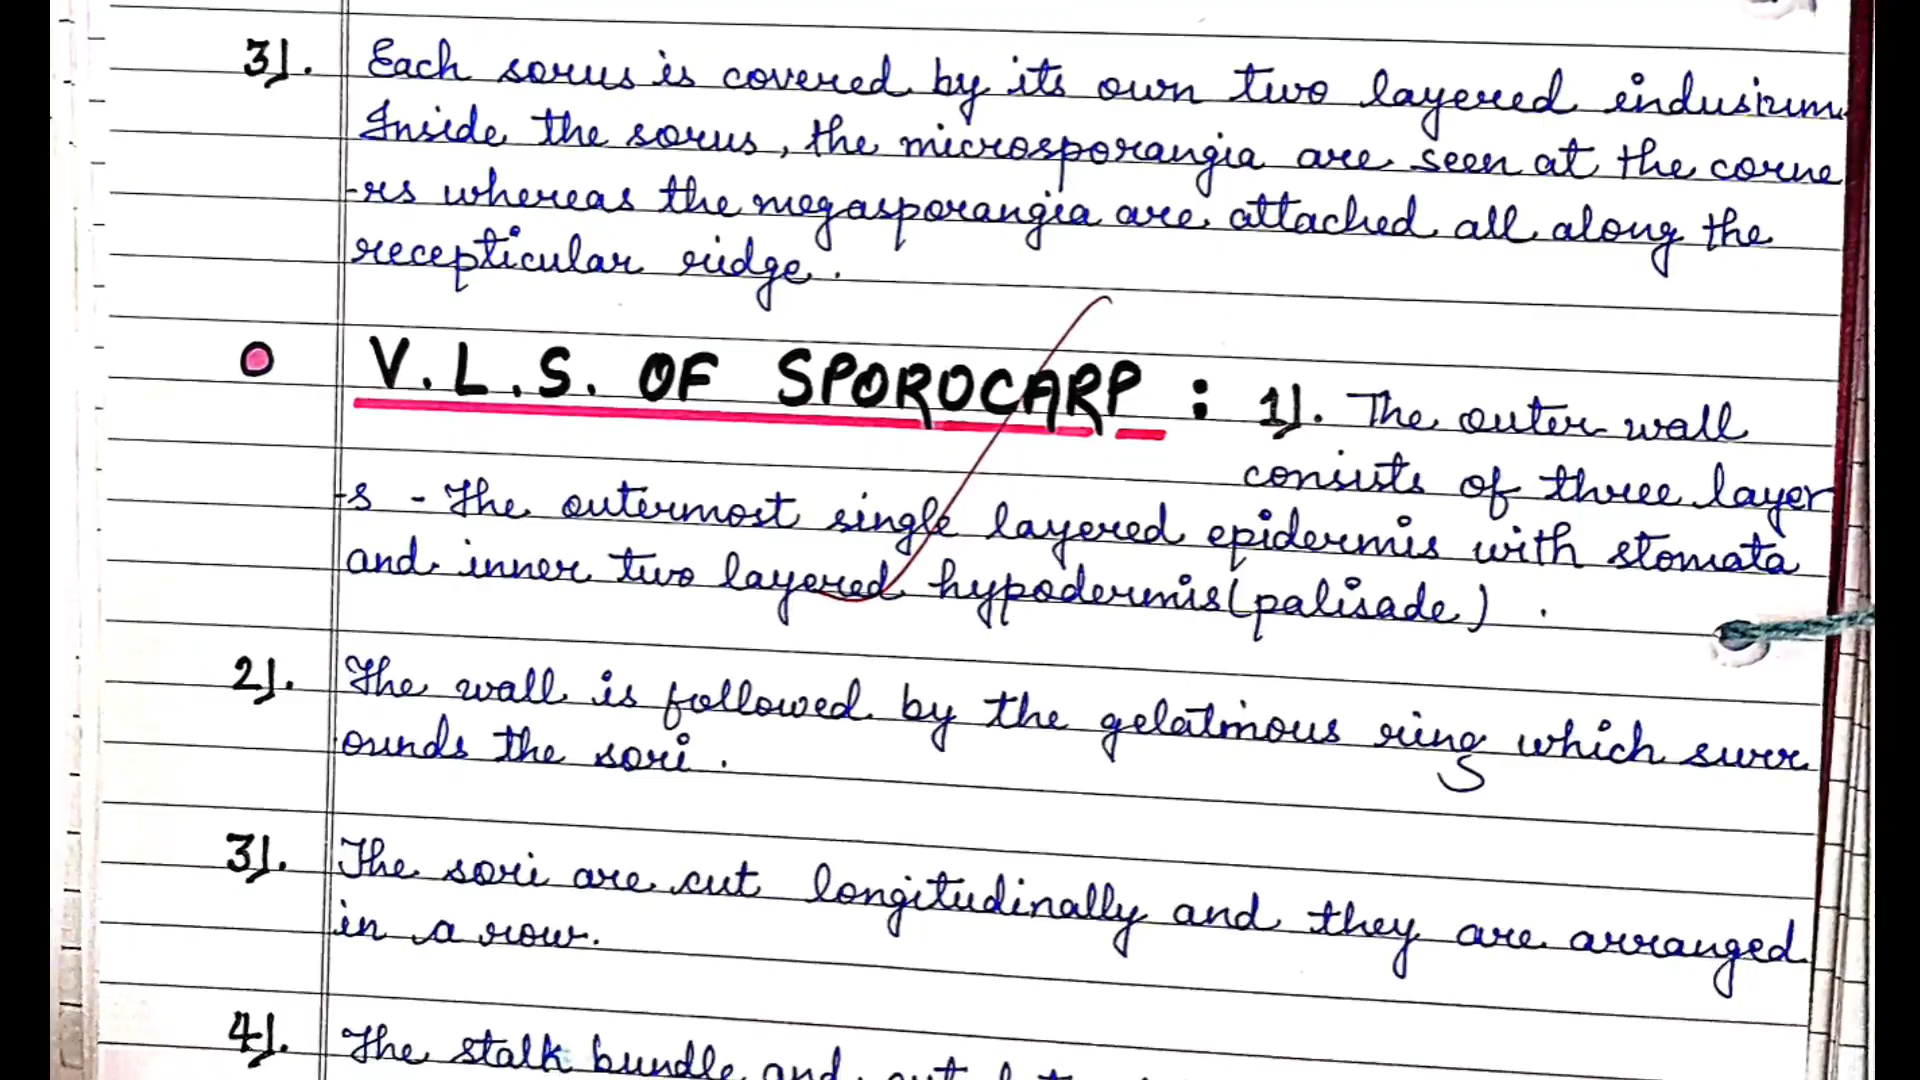 3). Each sorus is covered by its own two layered indusium.
Inside the sorus, the microsporangia are seen at the corne
-rs whereas the megasporangia are attached all along the
recepticular ridge.
V.L.S. OF SPOROCARP : 1). The outer wall
consists of three layer
-s - The outermost single layered epidermis with stomata
and inner two layered hypodermis (palisade).
2). The wall is followed by the gelatinous ring which surr
ounds the sori.
3). The sori are cut longitudinally and they are arranged
in a row.
4). The stalk bundle and